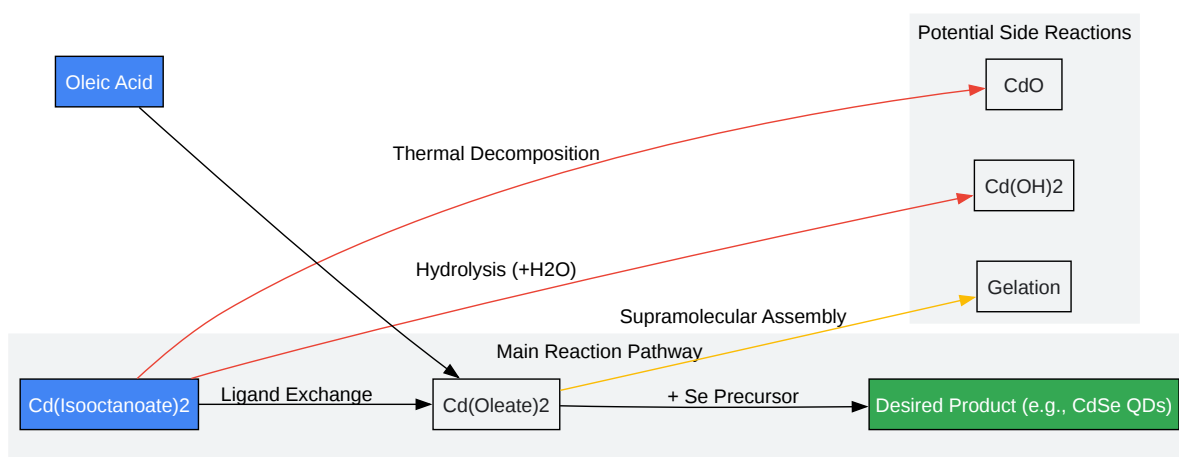 Potential Side Reactions
Oleic Acid
CdO
Thermal Decomposition
Cd(OH)2
Hydrolysis (+H2O)
Gelation
Supramolecular Assembly
Main Reaction Pathway
Cd(Isooctanoate)2
Ligand Exchange
Cd(Oleate)2
+ Se Precursor
Desired Product (e.g., CdSe QDs)